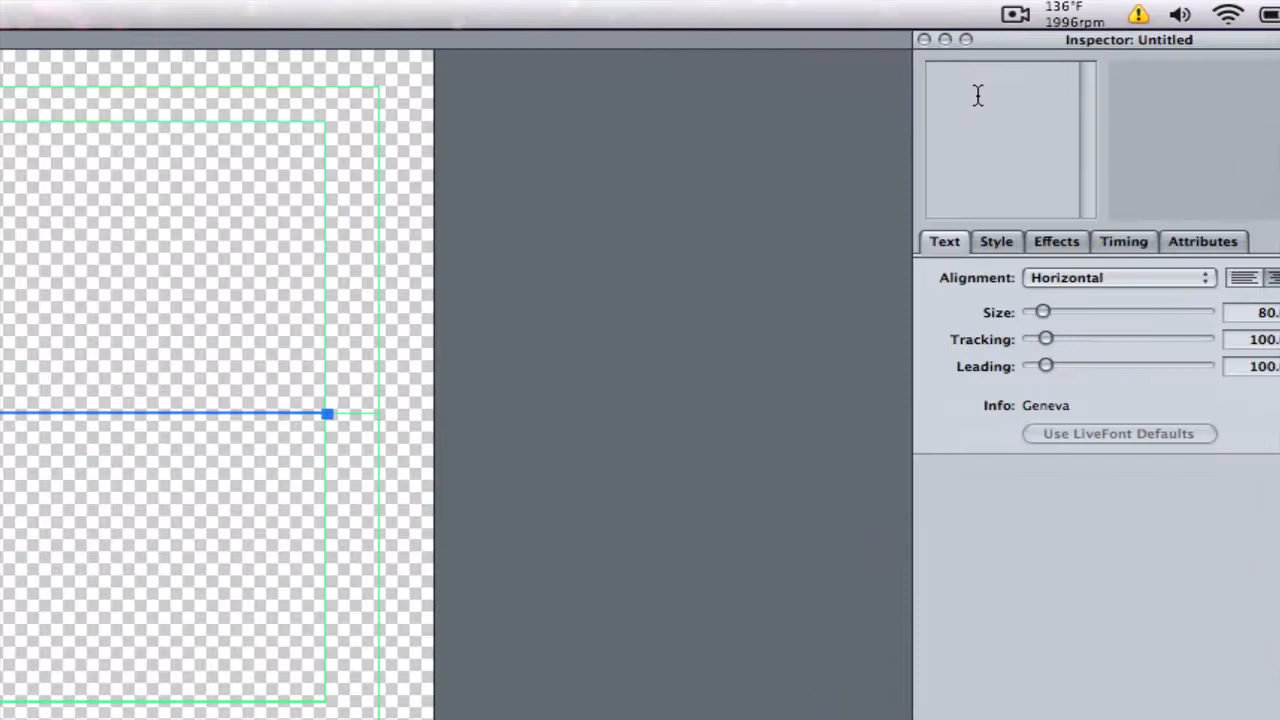 136°F
1996rpm
Inspector: Untitled
Text Style Effects Timing Attributes
Alignment: Horizontal
Size: 80.
Tracking: 100.
Leading: 100.
Info: Geneva
Use LiveFont Defaults